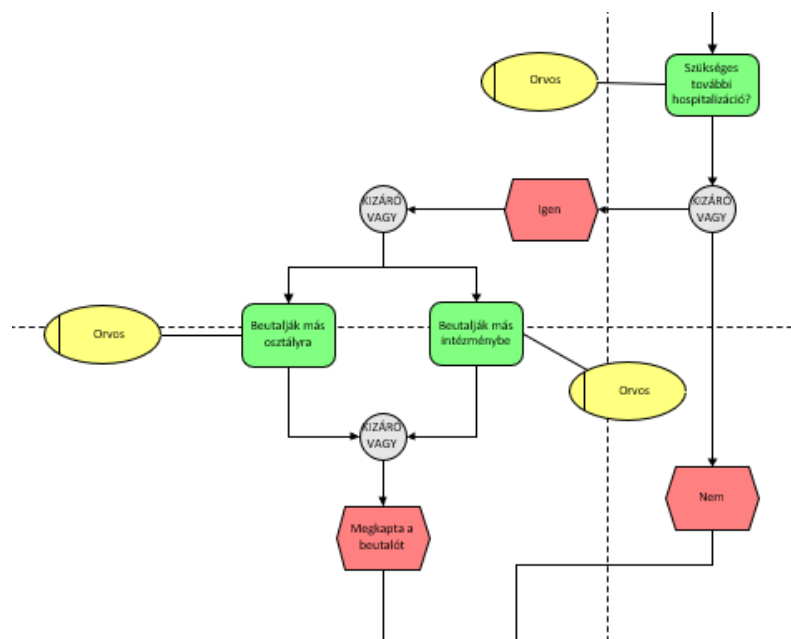 Orvos
Szükséges
további
hospitalizáció?
KIZÁRÓ
VAGY
Igen
KIZÁRÓ
VAGY
Orvos
Beutalják más
osztályra
Beutalják más
intézménybe
Orvos
KIZÁRÓ
VAGY
Nem
Megkapta a
beutalót